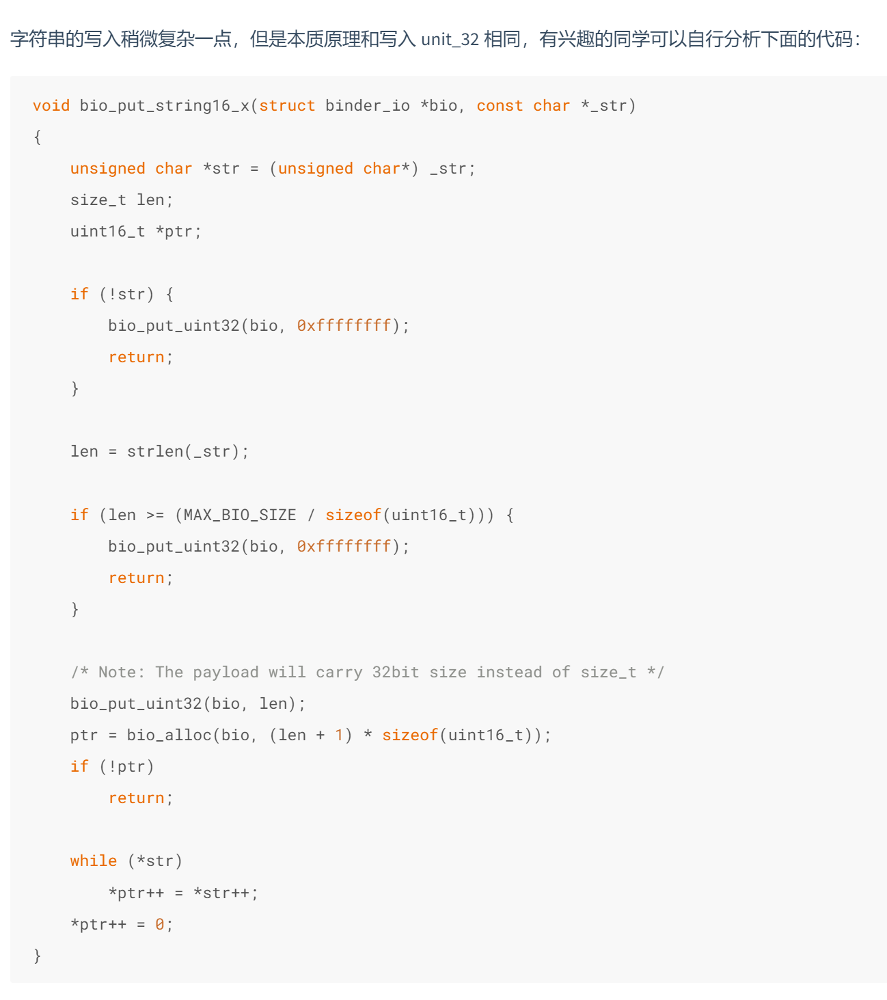 字符串的写入稍微复杂一点，但是本质原理和写入 unit_32 相同，有兴趣的同学可以自行分析下面的代码：
void bio_put_string16_x(struct binder_io *bio, const char *_str)
{
    unsigned char *str = (unsigned char*) _str;
    size_t len;
    uint16_t *ptr;

    if (!str) {
        bio_put_uint32(bio, 0xffffffff);
        return;
    }

    len = strlen(_str);

    if (len >= (MAX_BIO_SIZE / sizeof(uint16_t))) {
        bio_put_uint32(bio, 0xffffffff);
        return;
    }

    /* Note: The payload will carry 32bit size instead of size_t */
    bio_put_uint32(bio, len);
    ptr = bio_alloc(bio, (len + 1) * sizeof(uint16_t));
    if (!ptr)
        return;

    while (*str)
        *ptr++ = *str++;
    *ptr++ = 0;
}